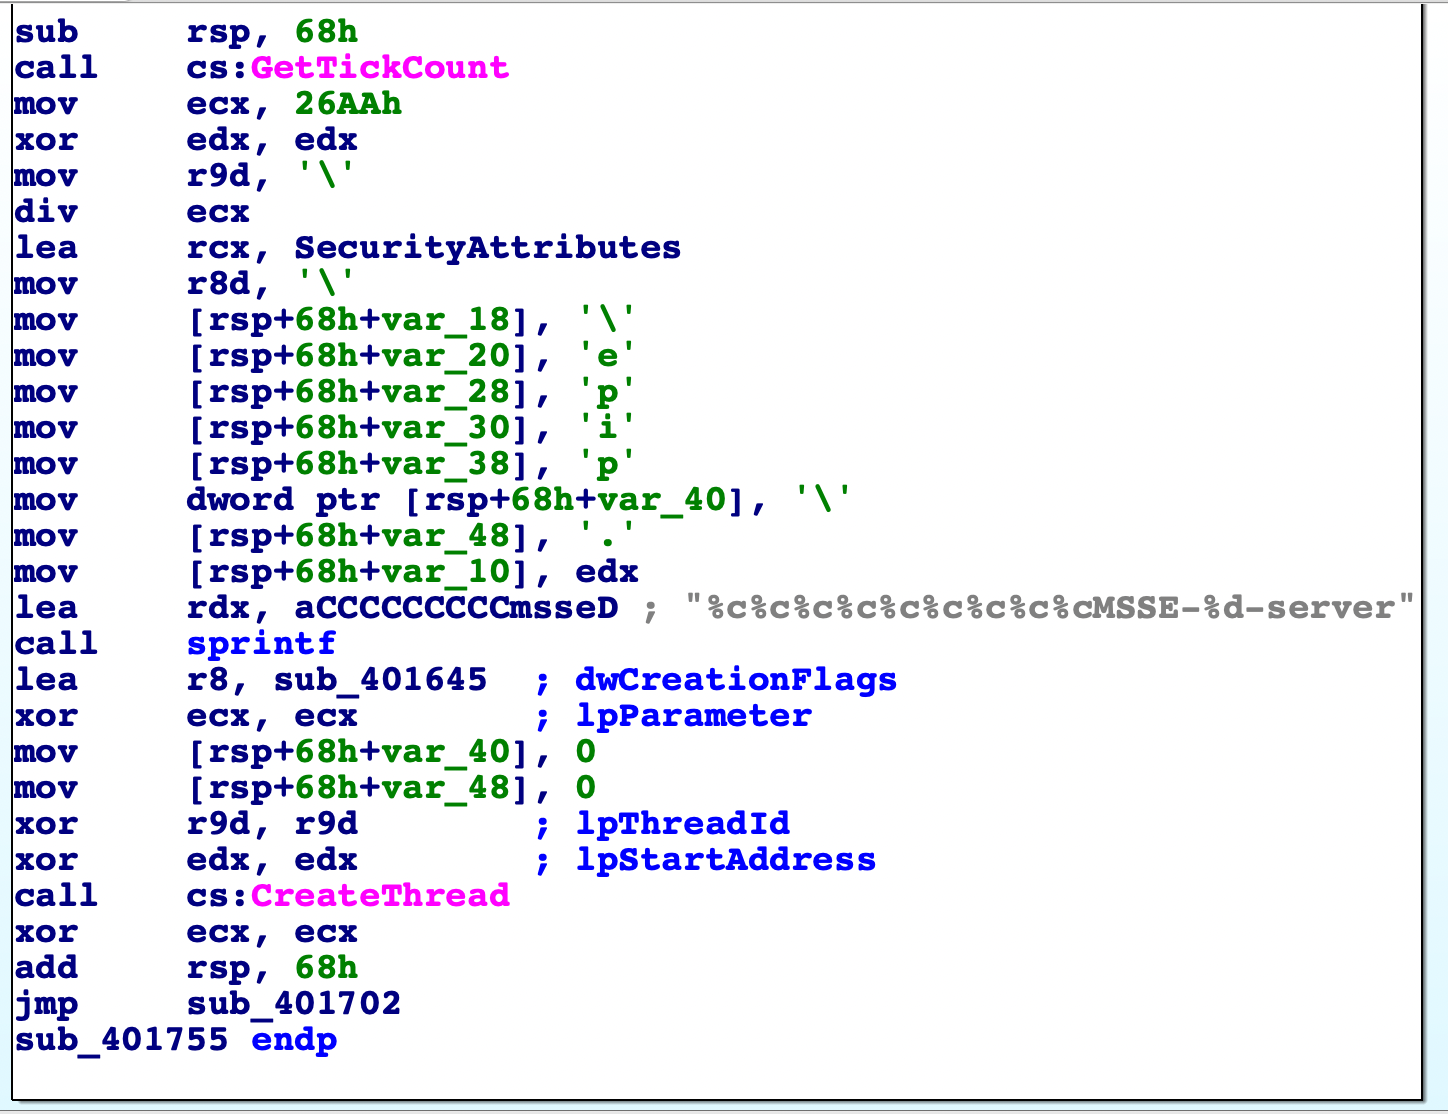 sub rsp, 68h
call cs:GetTickCount
mov ecx, 26AAh
xor edx, edx
mov r9d, '\'
div ecx
lea rcx, SecurityAttributes
mov r8d, '\'
mov [rsp+68h+var_18], '\'
mov [rsp+68h+var_20], 'e'
mov [rsp+68h+var_28], 'p'
mov [rsp+68h+var_30], 'i'
mov [rsp+68h+var_38], 'p'
mov dword ptr [rsp+68h+var_40], '\'
mov [rsp+68h+var_48], '.'
mov [rsp+68h+var_10], edx
lea rdx, aCCCCCCCCCmsseD ; "%c%c%c%c%c%c%c%c%cMSSE-%d-server"
call sprintf
lea r8, sub_401645 ; dwCreationFlags
xor ecx, ecx ; lpParameter
mov [rsp+68h+var_40], 0
mov [rsp+68h+var_48], 0
xor r9d, r9d ; lpThreadId
xor edx, edx ; lpStartAddress
call cs:CreateThread
xor ecx, ecx
add rsp, 68h
jmp sub_401702
sub_401755 endp